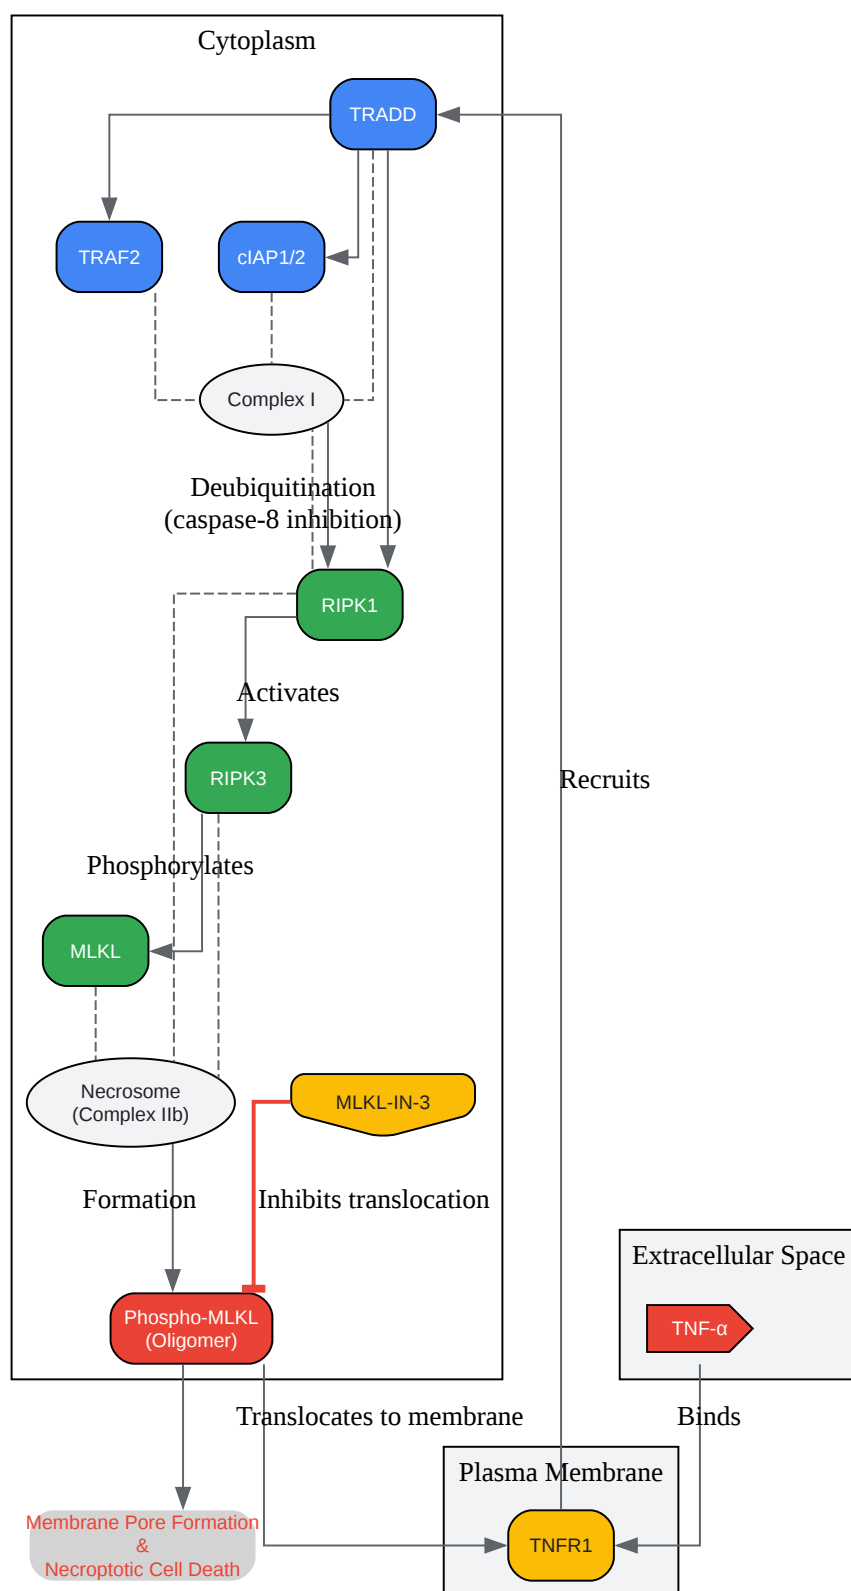 Cytoplasm
TRADD
TRAF2
cIAP1/2
Complex I
Deubiquitination
(caspase-8 inhibition)
RIPK1
Activates
RIPK3
Recruits
Phosphorylates
MLKL
Necrosome
(Complex IIb)
MLKL-IN-3
Formation
Inhibits translocation
Extracellular Space
Phospho-MLKL
(Oligomer)
TNF-α
Translocates to membrane
Binds
Plasma Membrane
Membrane Pore Formation
&
Necroptotic Cell Death
TNFR1